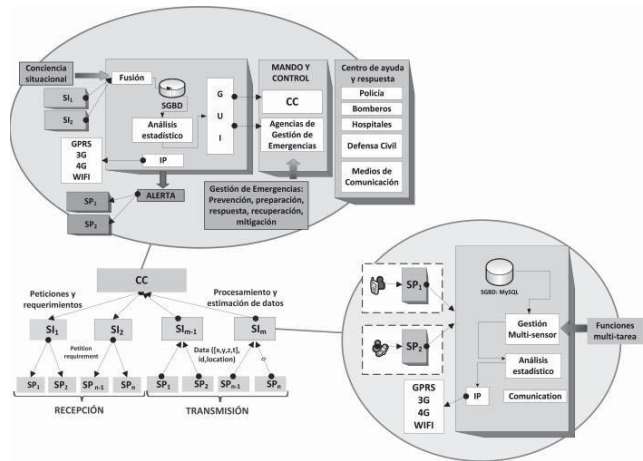 Conciencia
situacional
SI1
SI2
GPRS
3G
4G
WIFI
SP1
SP2
Fusión
SGBD
Análisis
estadístico
IP
G
U
I
ALERTA
MANDO Y
CONTROL
CC
Agencias de
Gestión de
Emergencias
Gestión de Emergencias:
Prevención, preparación,
respuesta, recuperación,
mitigación
Centro de ayuda
y respuesta
Policía
Bomberos
Hospitales
Defensa Civil
Medios de
Comunicación
CC
Peticiones y
requerimientos
Procesamiento y
estimación de datos
SI1
SI2
SIm-1
SIm
Petition
requirement
Data ([x,y,z,t],
id,location)
SP1
SP2
SPn-1
SPn
SP1
SP2
SPn-1
SPn
RECEPCIÓN
TRANSMISIÓN
SP1
SP2
GPRS
3G
4G
WIFI
SGBD: MySQL
Gestión
Multi-sensor
Análisis
estadístico
IP
Comunication
Funciones
multi-tarea